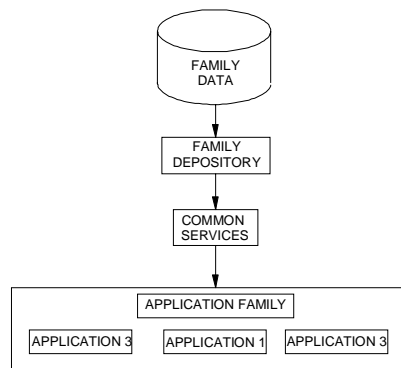 FAMILY
DATA
FAMILY
DEPOSITORY
COMMON
SERVICES
APPLICATION FAMILY
APPLICATION 3
APPLICATION 1
APPLICATION 3